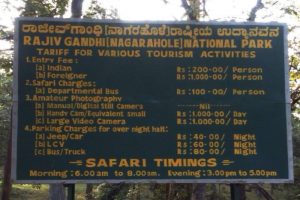 ರಾಜೀವ್‌ಗಾಂಧಿ [ನಾಗರಹೊಳೆ] ರಾಷ್ಟ್ರೀಯ ಉದ್ಯಾನವನ
RAJIV GANDHI [NAGARAHOLE] NATIONAL PARK
TARIFF FOR VARIOUS TOURISM ACTIVITIES
1. Entry Fee :
a] Indian Rs : 200-00/ Person
b] Foreigner Rs : 1,000-00/ Person
2. Safari Charges :
a] Departmental Bus Rs : 100-00/ Person
3. Amateur Photography
a] Manual/Digital Still Camera Nil
b] Handy Cam/Equivalent small Rs : 1,000-00/Day
c] Large Video Camera Rs : 1,000-00/Day
4. Parking Charges for over night halt :
a] Jeep/Car Rs : 40-00/ Night
b] LCV Rs : 60-00/ Night
c] Bus/Truck Rs : 80-00/ Night
SAFARI TIMINGS
Morning : 6.00 am to 8.00am. Evening : 3.00 pm to 5.00 pm